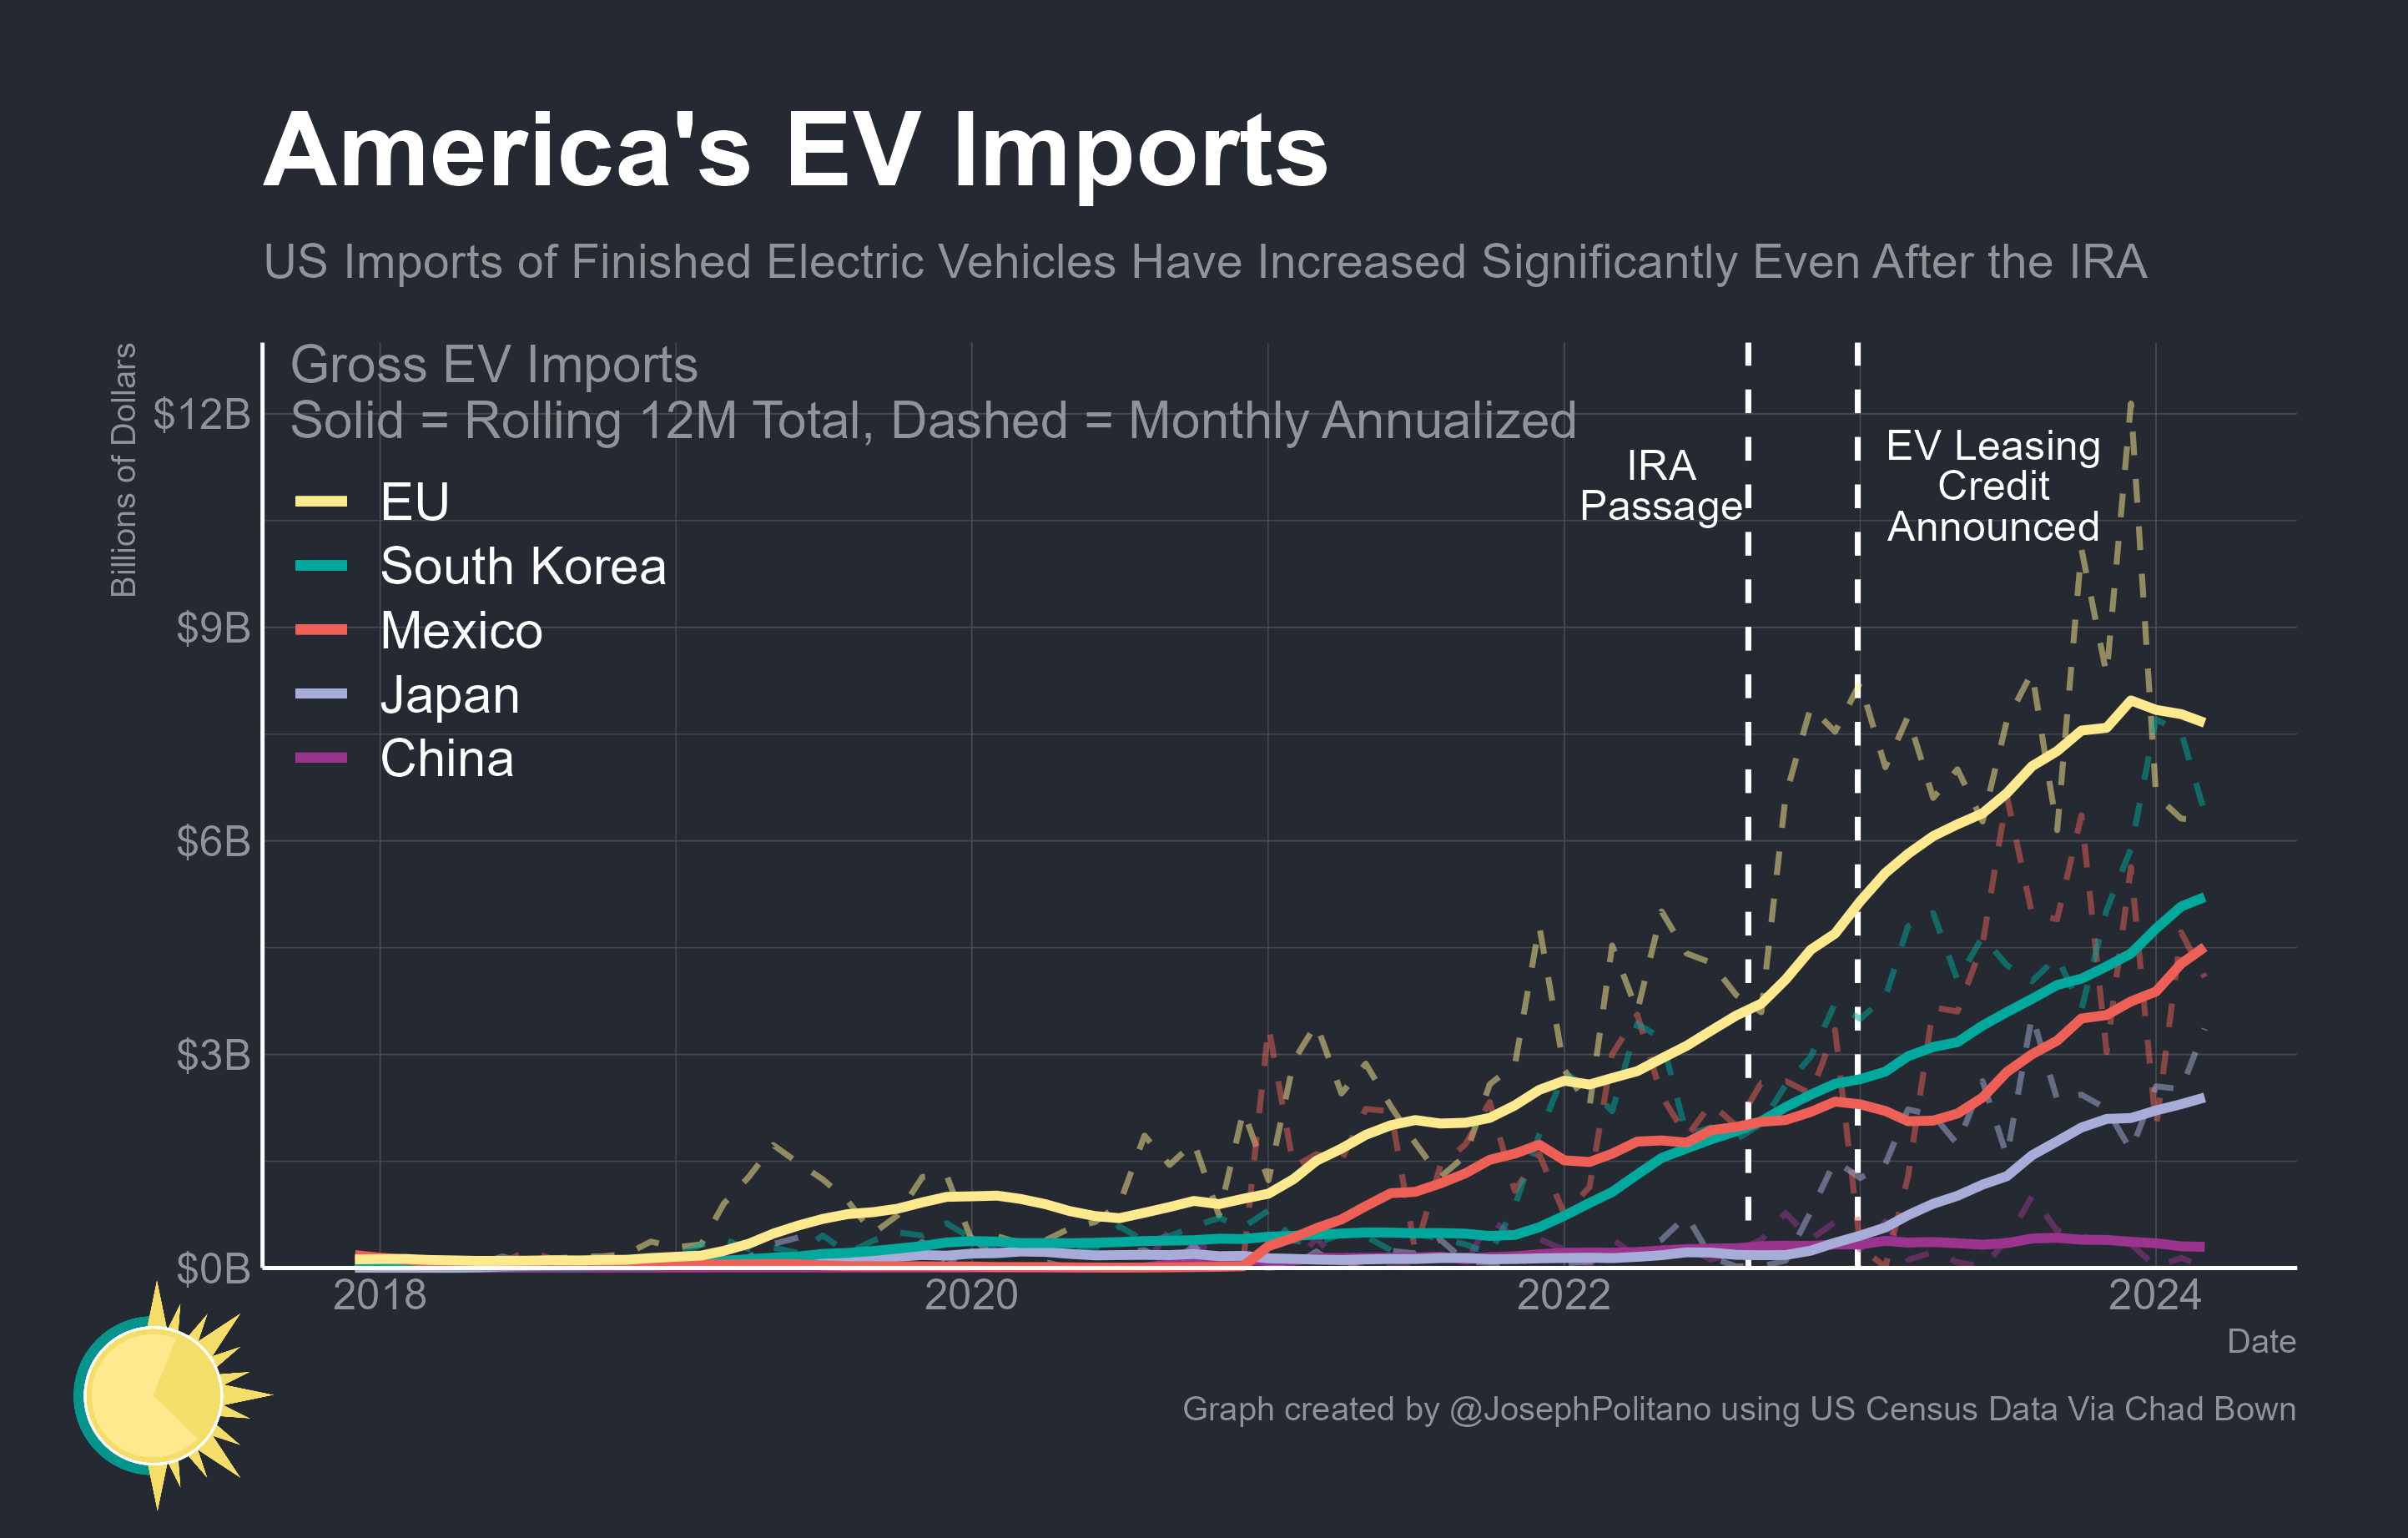 America's EV Imports
US Imports of Finished Electric Vehicles Have Increased Significantly Even After the IRA
Billions of Dollars
Gross EV Imports
Solid = Rolling 12M Total, Dashed = Monthly Annualized
EU
South Korea
Mexico
Japan
China
IRA
Passage
EV Leasing
Credit
Announced
$12B
$9B
$6B
$3B
$0B
2018
2020
2022
2024
Date
Graph created by @JosephPolitano using US Census Data Via Chad Bown